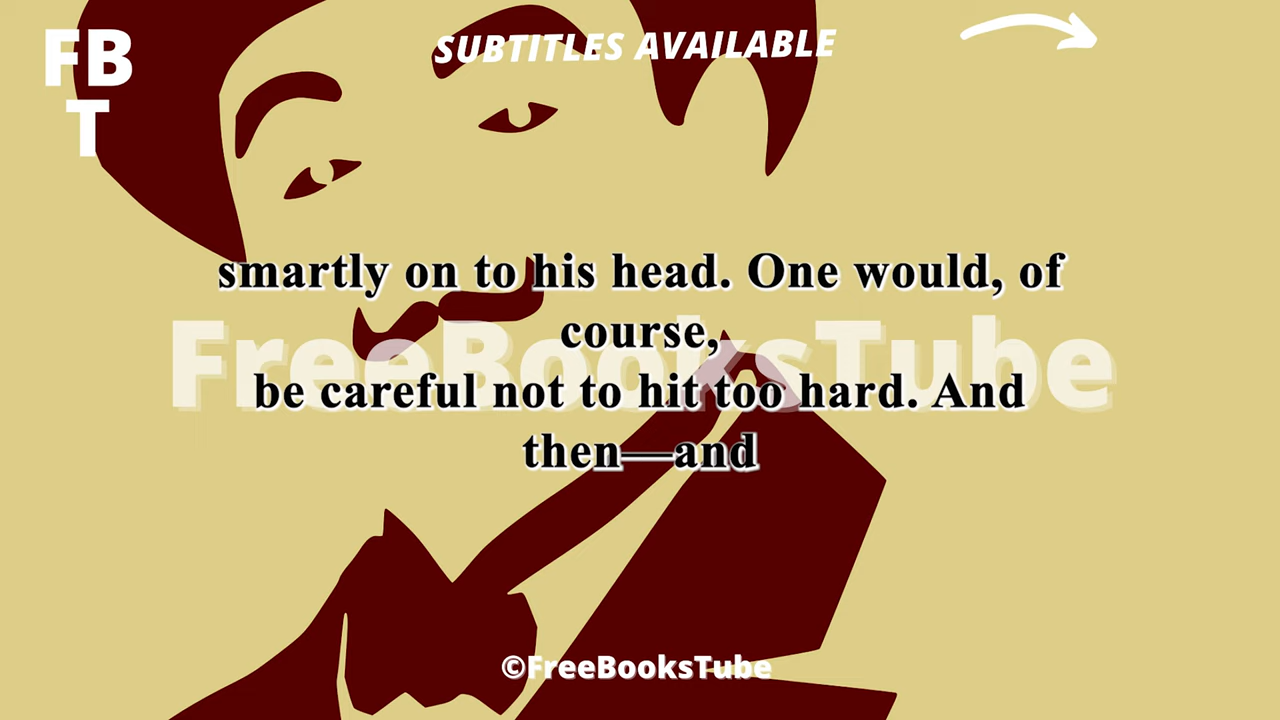 FB
T
SUBTITLES AVAILABLE
smartly on to his head. One would, of
course,
FreeBooksTube
be careful not to hit too hard. And
then—and
©FreeBooksTube